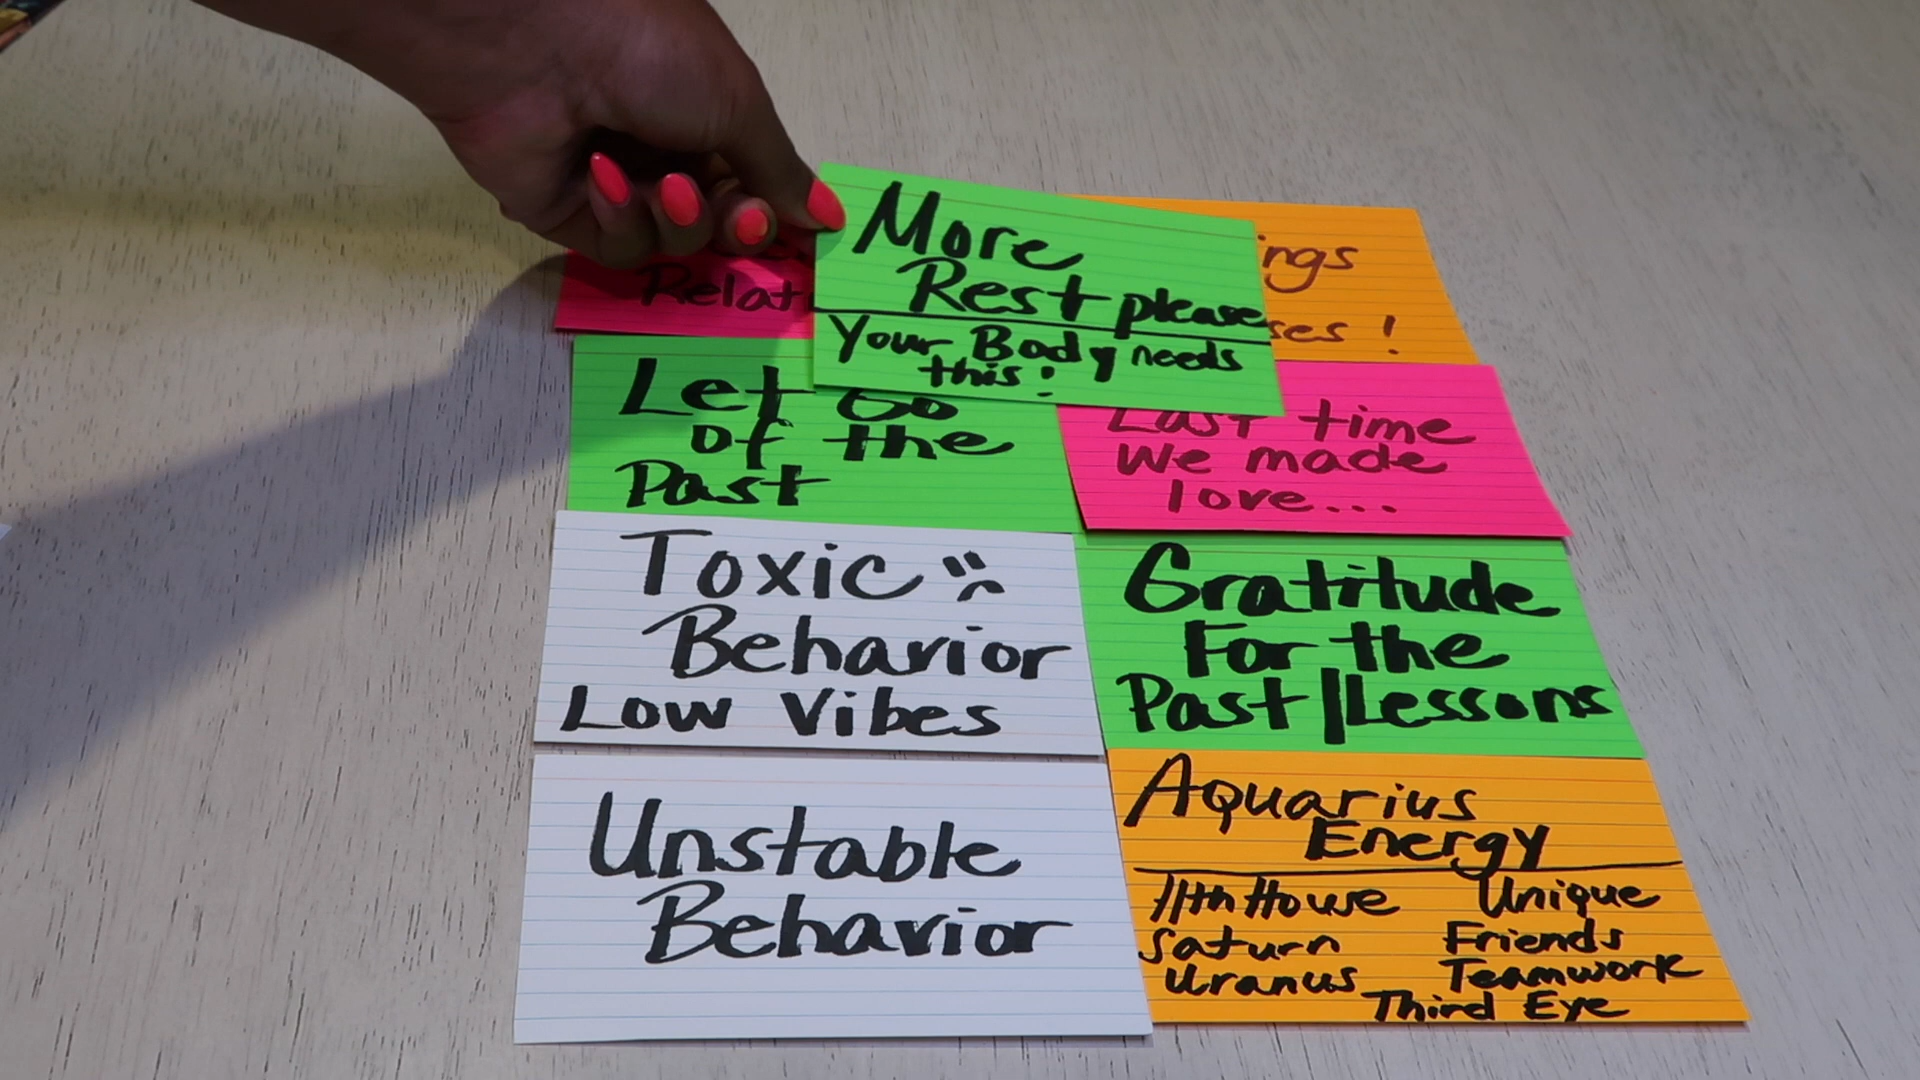 More
Rest please
Your Body needs
this!
Let Go
of the
Past
Last time
We made
love...
Toxic
Behavior
Low Vibes
Gratitude
For the
Past | Lessons
Unstable
Behavior
Aquarius
Energy
11th House
Saturn
Uranus
Unique
Friends
Teamwork
Third Eye